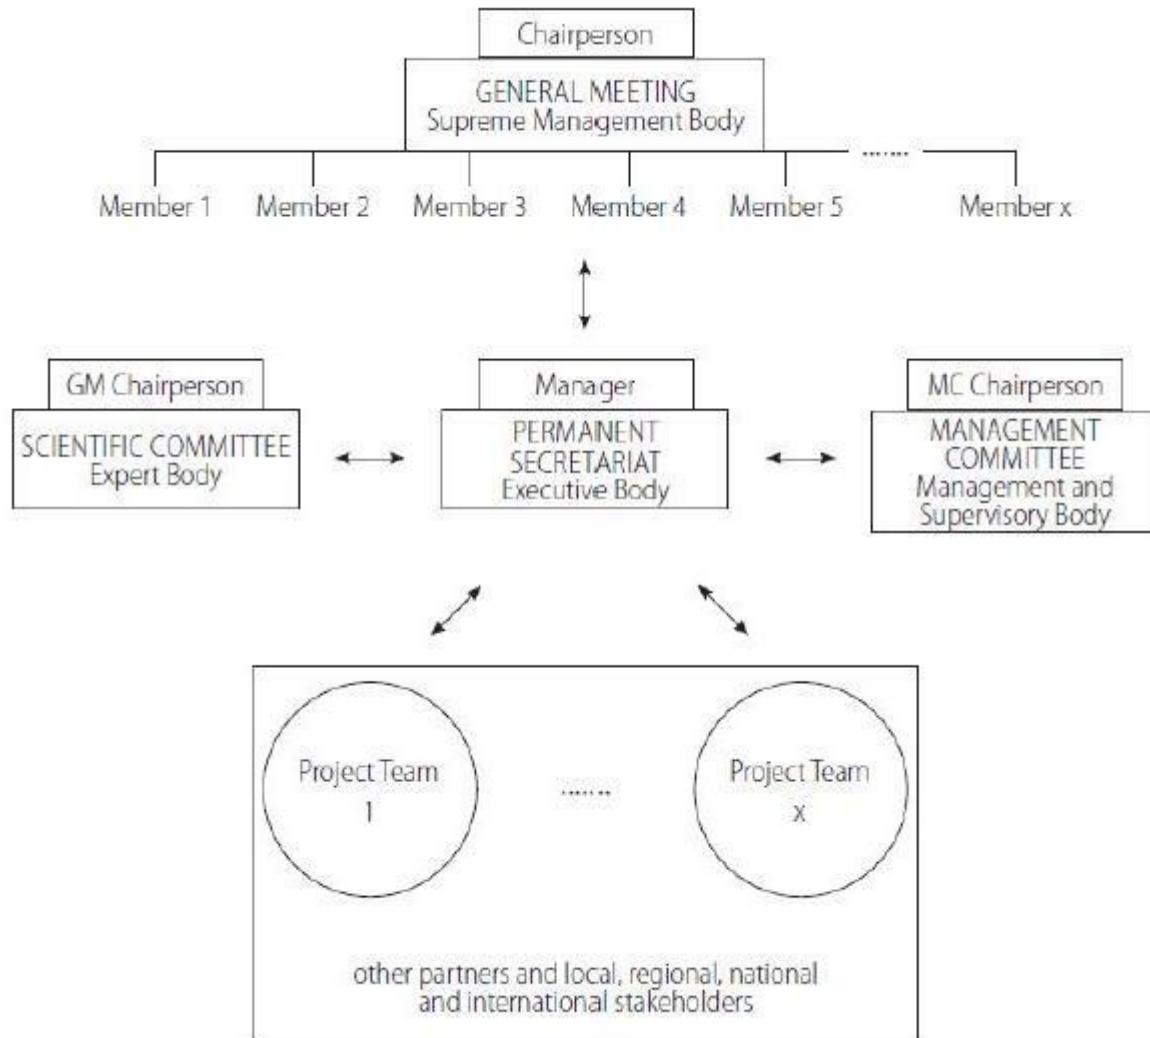 Chairperson
GENERAL MEETING
Supreme Management Body
.......
Member 1 Member 2 Member 3 Member 4 Member 5 Member x
GM Chairperson
SCIENTIFIC COMMITTEE
Expert Body
Manager
PERMANENT
SECRETARIAT
Executive Body
MC Chairperson
MANAGEMENT
COMMITTEE
Management and
Supervisory Body
Project Team
1
.......
Project Team
x
other partners and local, regional, national
and international stakeholders